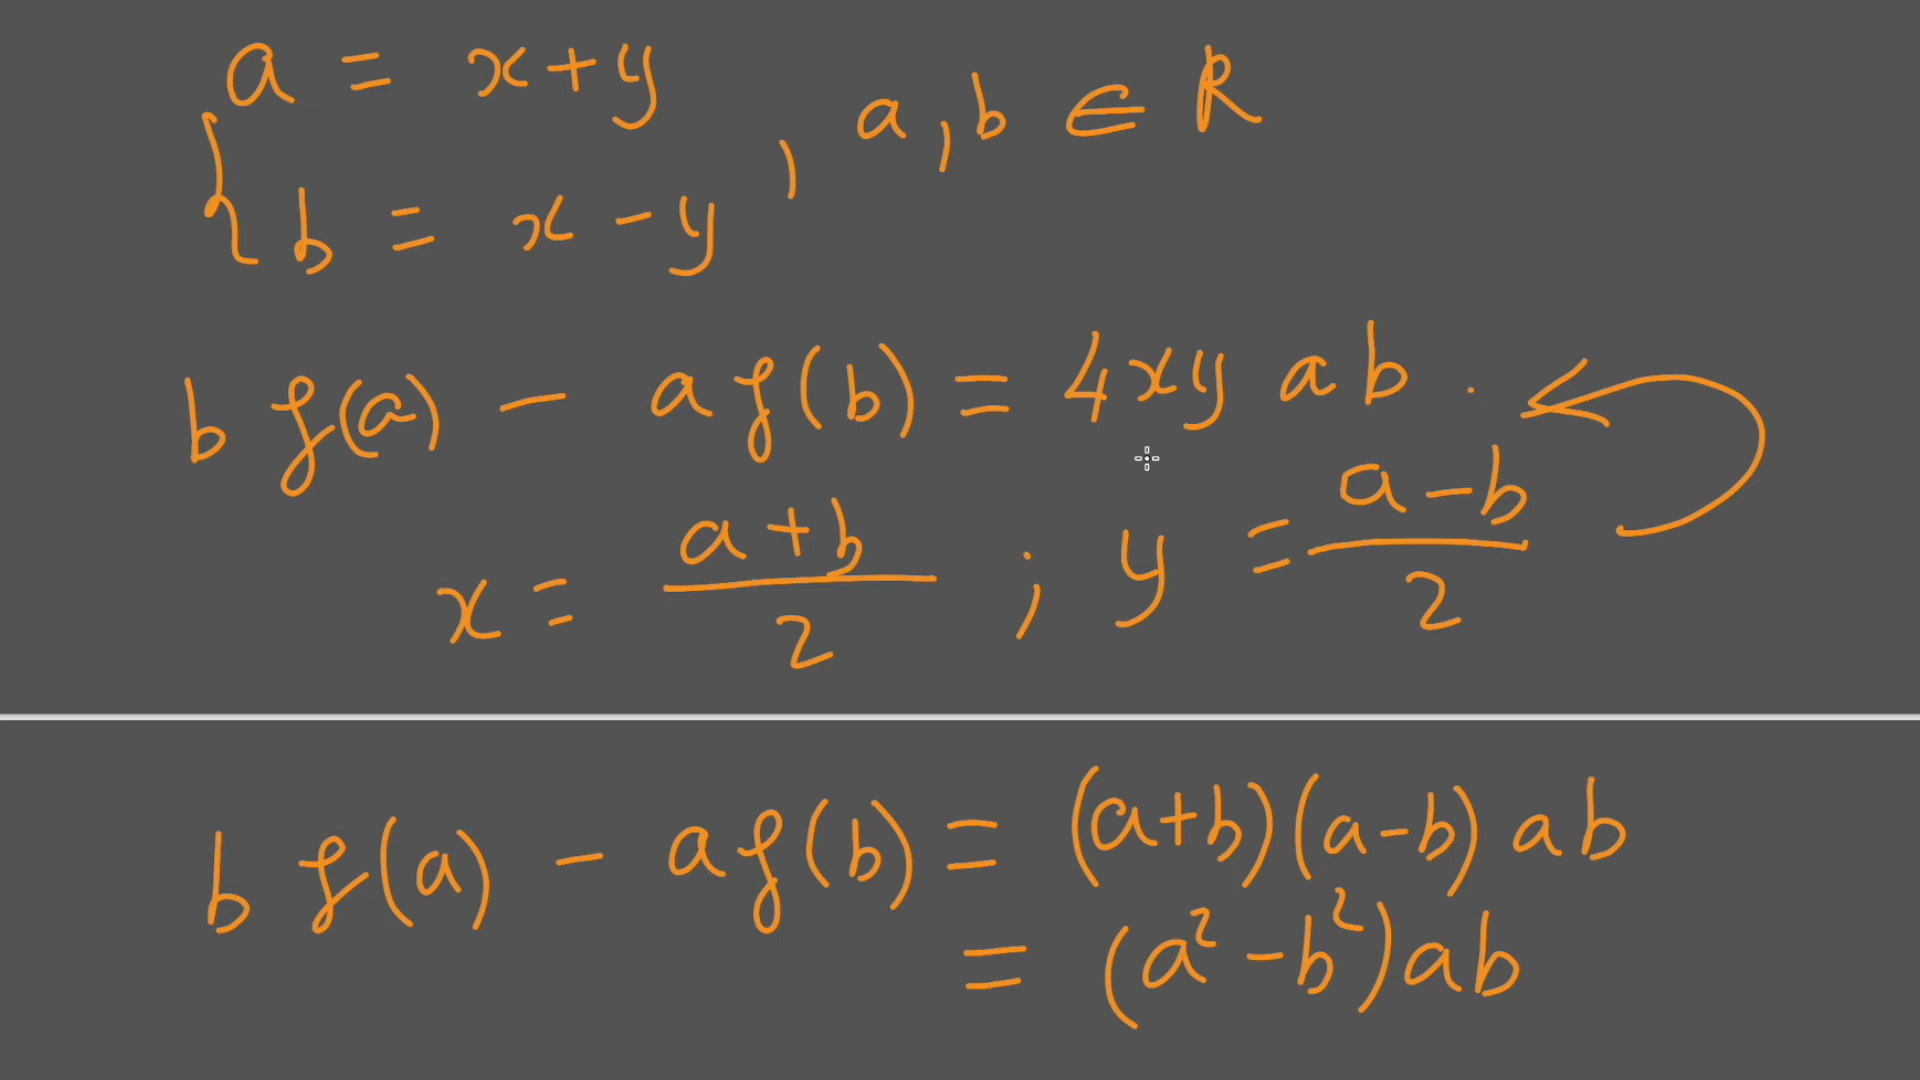 a = x+y
{ b = x - y , a, b ∈ R
b f(a) - a f(b) = 4xy ab .
x = a+b/2 ; y = a-b/2
b f(a) - a f(b) = (a+b)(a-b) ab
= (a²-b²)ab